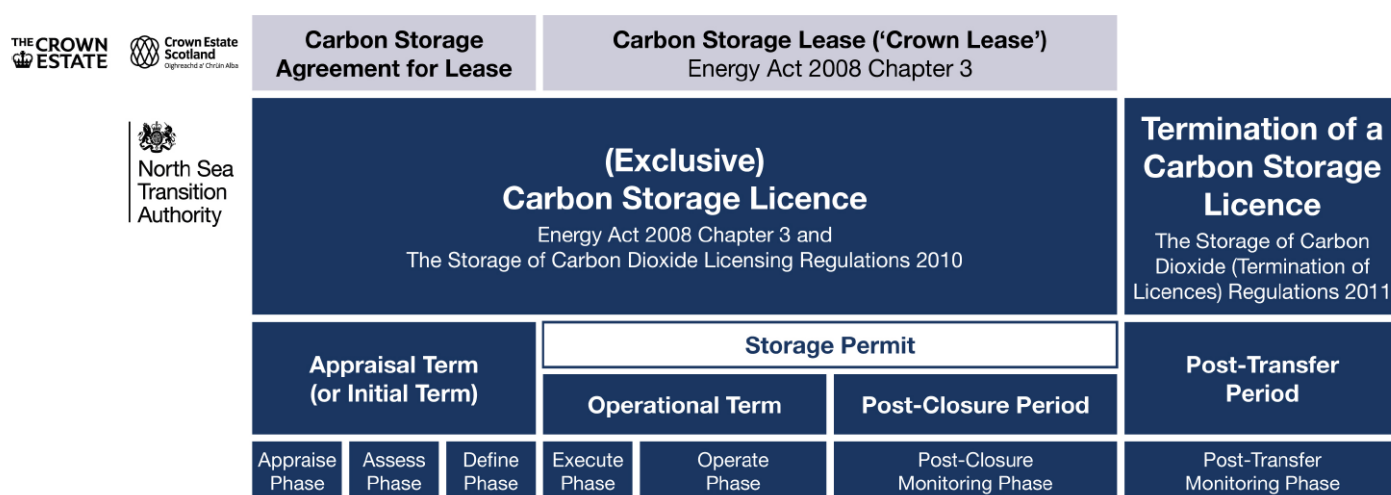 THE CROWN
ESTATE
Crown Estate
Scotland
Oighreachd a' Chrùin Alba
Carbon Storage
Agreement for Lease
Carbon Storage Lease (‘Crown Lease’)
Energy Act 2008 Chapter 3
North Sea
Transition
Authority
(Exclusive)
Carbon Storage Licence
Energy Act 2008 Chapter 3 and
The Storage of Carbon Dioxide Licensing Regulations 2010
Termination of a
Carbon Storage
Licence
The Storage of Carbon
Dioxide (Termination of
Licences) Regulations 2011
Appraisal Term
(or Initial Term)
Storage Permit
Operational Term
Post-Closure Period
Post-Transfer
Period
Appraise
Phase
Assess
Phase
Define
Phase
Execute
Phase
Operate
Phase
Post-Closure
Monitoring Phase
Post-Transfer
Monitoring Phase